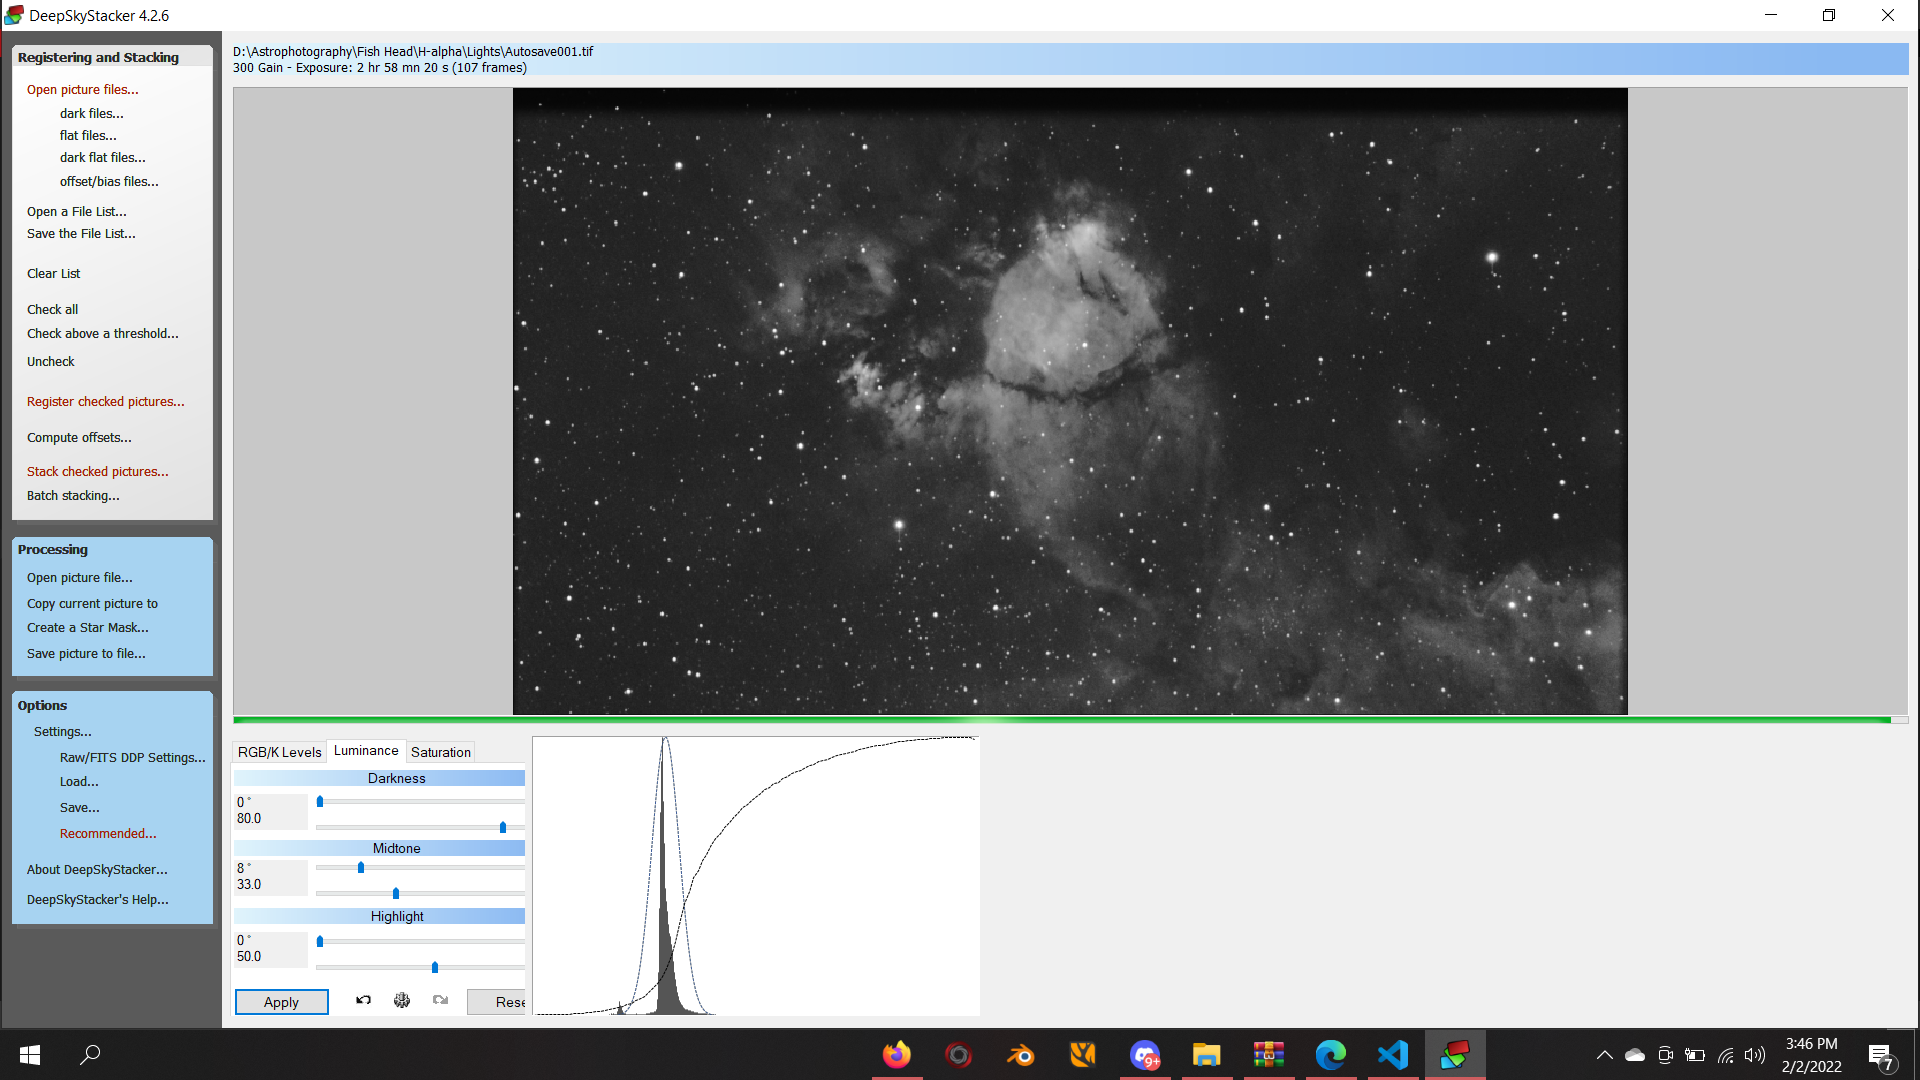 DeepSkyStacker 4.2.6
Registering and Stacking
Open picture files...
dark files...
flat files...
dark flat files...
offset/bias files...
Open a File List...
Save the File List...
Clear List
Check all
Check above a threshold...
Uncheck
Register checked pictures...
Compute offsets...
Stack checked pictures...
Batch stacking...
Processing
Open picture file...
Copy current picture to
Create a Star Mask...
Save picture to file...
Options
Settings...
Raw/FITS DDP Settings...
Load...
Save...
Recommended...
About DeepSkyStacker...
DeepSkyStacker's Help...
D:\Astrophotography\Fish Head\H-alpha\Lights\Autosave001.tif
300 Gain - Exposure: 2 hr 58 mn 20 s (107 frames)
RGB/K Levels Luminance Saturation
Darkness
0 °
80.0
Midtone
8 °
33.0
Highlight
0 °
50.0
Apply Rese
9+
3:46 PM
2/2/2022
7